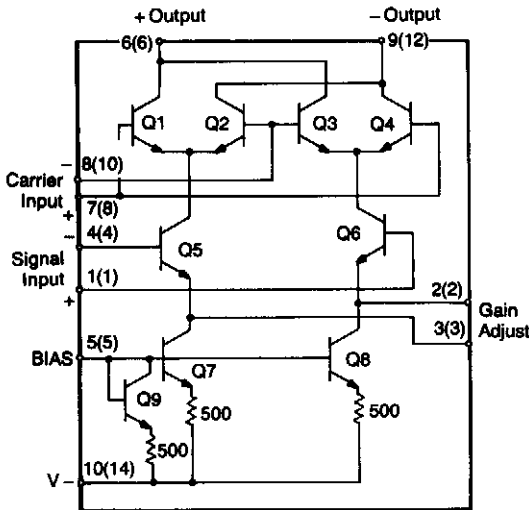 + Output
– Output
6(6)
9(12)
Q1
Q2
Q3
Q4
–
8(10)
Carrier
Input
7(8)
+
–
4(4)
Q5
Q6
Signal
Input
1(1)
+
2(2)
Gain
Adjust
3(3)
5(5)
BIAS
Q7
Q8
Q9
500
500
500
10(14)
V –